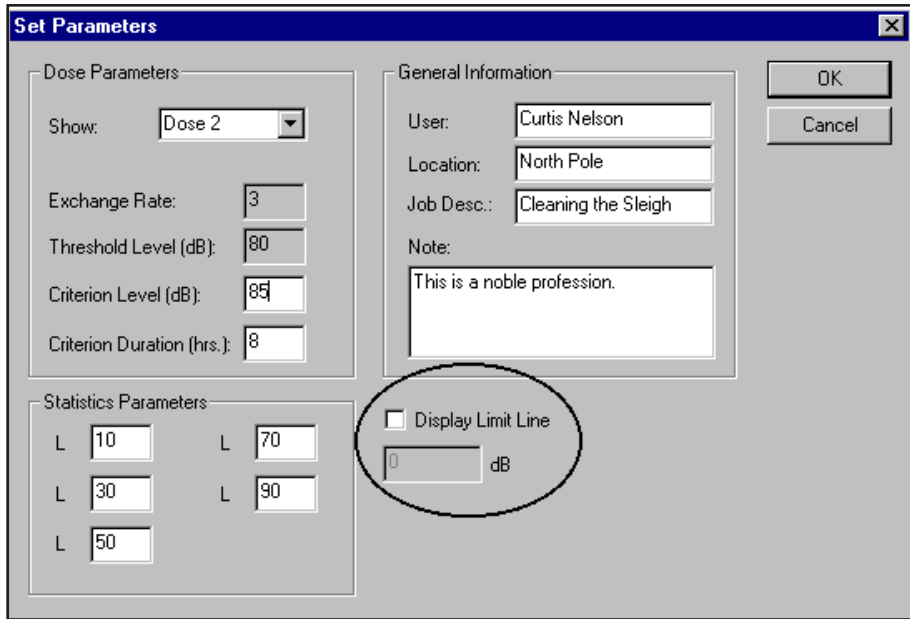 Set Parameters
Dose Parameters
Show: Dose 2
Exchange Rate: 3
Threshold Level (dB): 80
Criterion Level (dB): 85
Criterion Duration (hrs.): 8
General Information
User: Curtis Nelson
Location: North Pole
Job Desc.: Cleaning the Sleigh
Note:
This is a noble profession.
OK
Cancel
Statistics Parameters
L 10 L 70
L 30 L 90
L 50
Display Limit Line
0 dB